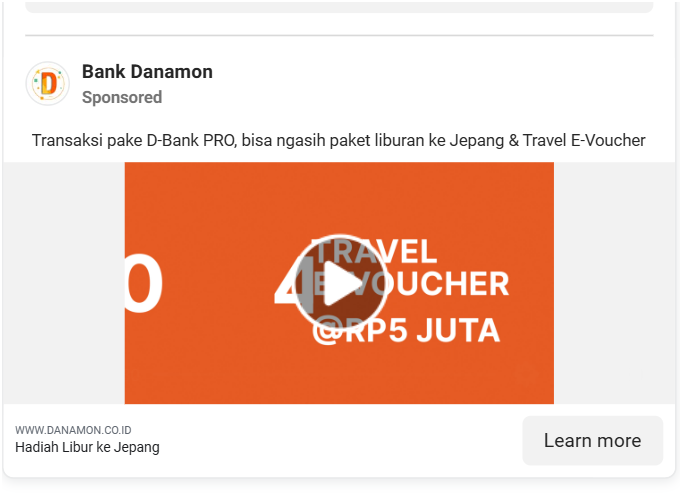 Bank Danamon
Sponsored
Transaksi pake D-Bank PRO, bisa ngasih paket liburan ke Jepang & Travel E-Voucher
0
4
TRAVEL
E-VOUCHER
@RP5 JUTA
WWW.DANAMON.CO.ID
Hadiah Libur ke Jepang
Learn more